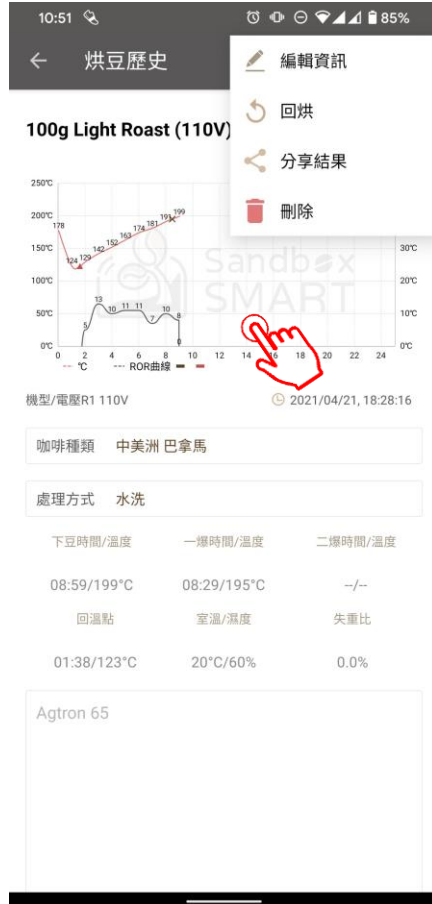 10:51
85%
烘豆歷史
編輯資訊
回烘
分享結果
刪除
100g Light Roast (110V)
250℃
200℃
150℃
100℃
50℃
0℃
30℃
20℃
10℃
0℃
178
124
129
142
152
163
174
181
191
199
5
13
10
11
11
7
10
8
0
Sandbox
SMART
0 2 4 6 8 10 12 14 16 18 20 22 24
℃ ROR曲線
機型/電壓R1 110V
2021/04/21, 18:28:16
咖啡種類 中美洲 巴拿馬
處理方式 水洗
下豆時間/溫度 一爆時間/溫度 二爆時間/溫度
08:59/199°C 08:29/195°C --/--
回溫點 室溫/濕度 失重比
01:38/123°C 20°C/60% 0.0%
Agtron 65